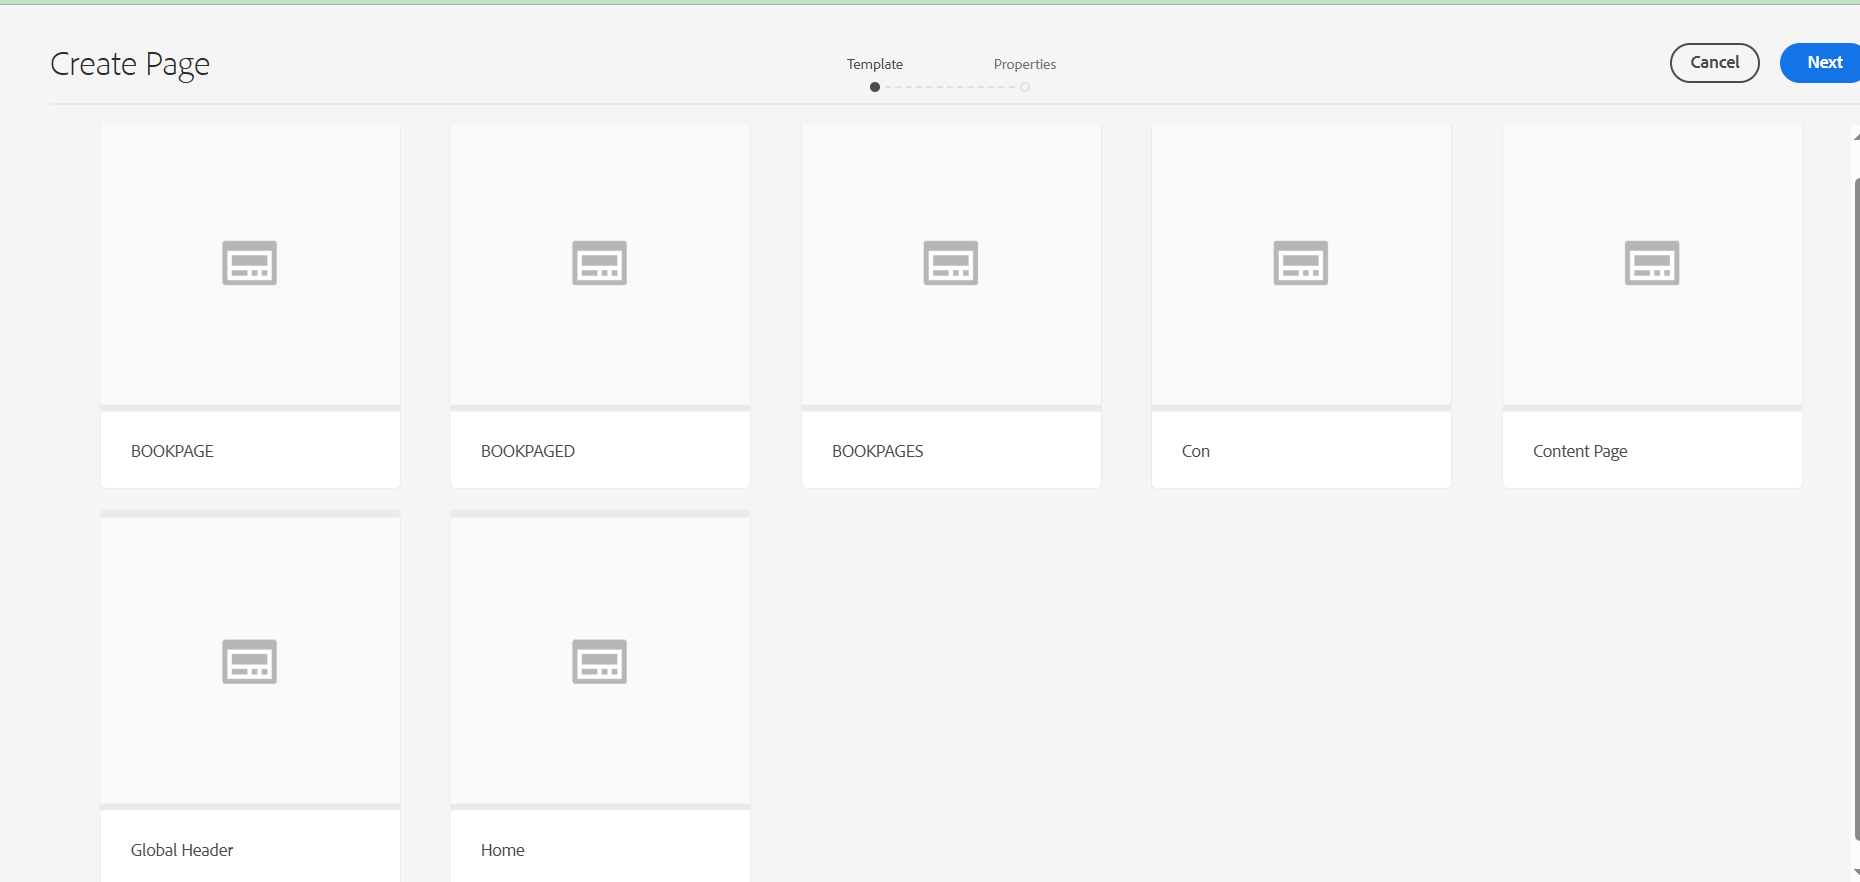 Create Page
Template
Properties
Cancel
Next
BOOKPAGE
BOOKPAGED
BOOKPAGES
Con
Content Page
Global Header
Home